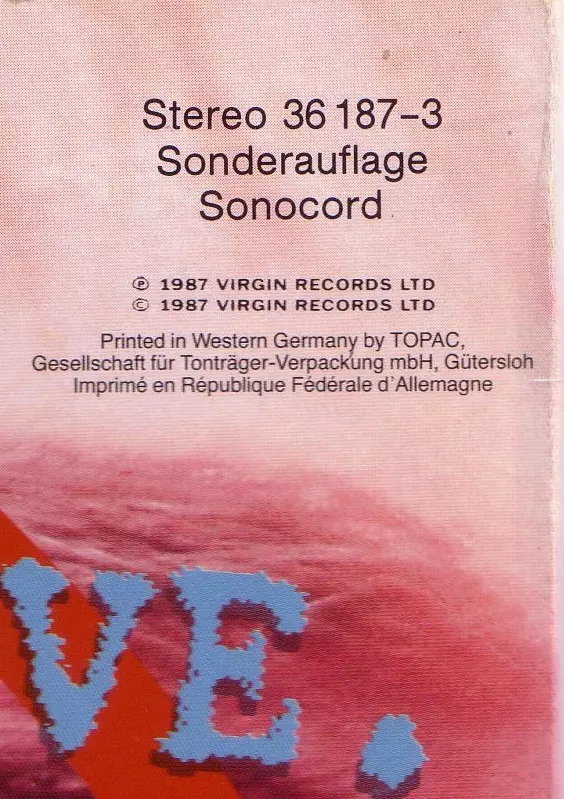 Stereo 36 187-3
Sonderauflage
Sonocord
℗ 1987 VIRGIN RECORDS LTD
© 1987 VIRGIN RECORDS LTD
Printed in Western Germany by TOPAC,
Gesellschaft für Tonträger-Verpackung mbH, Gütersloh
Imprimé en République Fédérale d'Allemagne
VE.